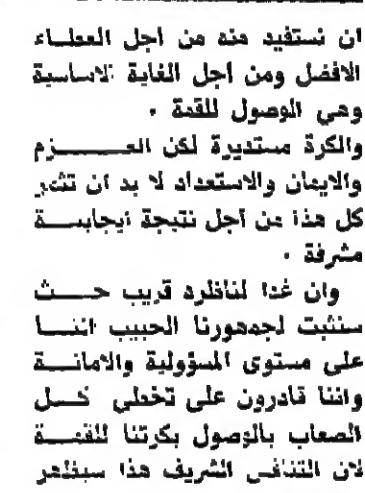 ان نستفيد منه من اجل العطاء
الافضل ومن اجل الغاية الاساسية
وهي الوصول للقمة .
والكرة مستديرة لكن العـــــزم
والايمان والاستعداد لا بد ان تثمر
كل هذا من اجل نتيجة ايجابيـــة
مشرفة .
وان غدا لناظره قريب حـــث
سنثبت لجمهورنا الحبيب اننـــا
على مستوى المسؤولية والامانـــة
واننا قادرون على تخطي كـــل
الصعاب بالوصول بكرتنا للقمـــة
لان التنافس الشريف هذا سيظهر